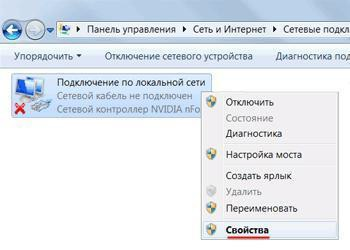 Панель управления ▸ Сеть и Интернет ▸ Сетевые подкл
Упорядочить Отключение сетевого устройства Диагностика под
Подключение по локальной сети
Сетевой кабель не подключен
Сетевой контроллер NVIDIA nFo
Отключить
Состояние
Диагностика
Настройка моста
Создать ярлык
Удалить
Переименовать
Свойства